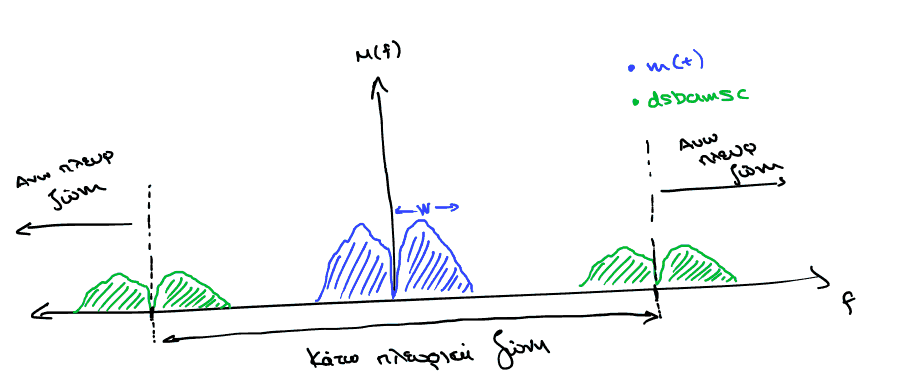 M(f)
• m(t)
• dsbamsc
Ανω πλευρ
ζώνη
Ανω
πλευρ
ζώνη
W
f
Κάτω πλευρική ζώνη